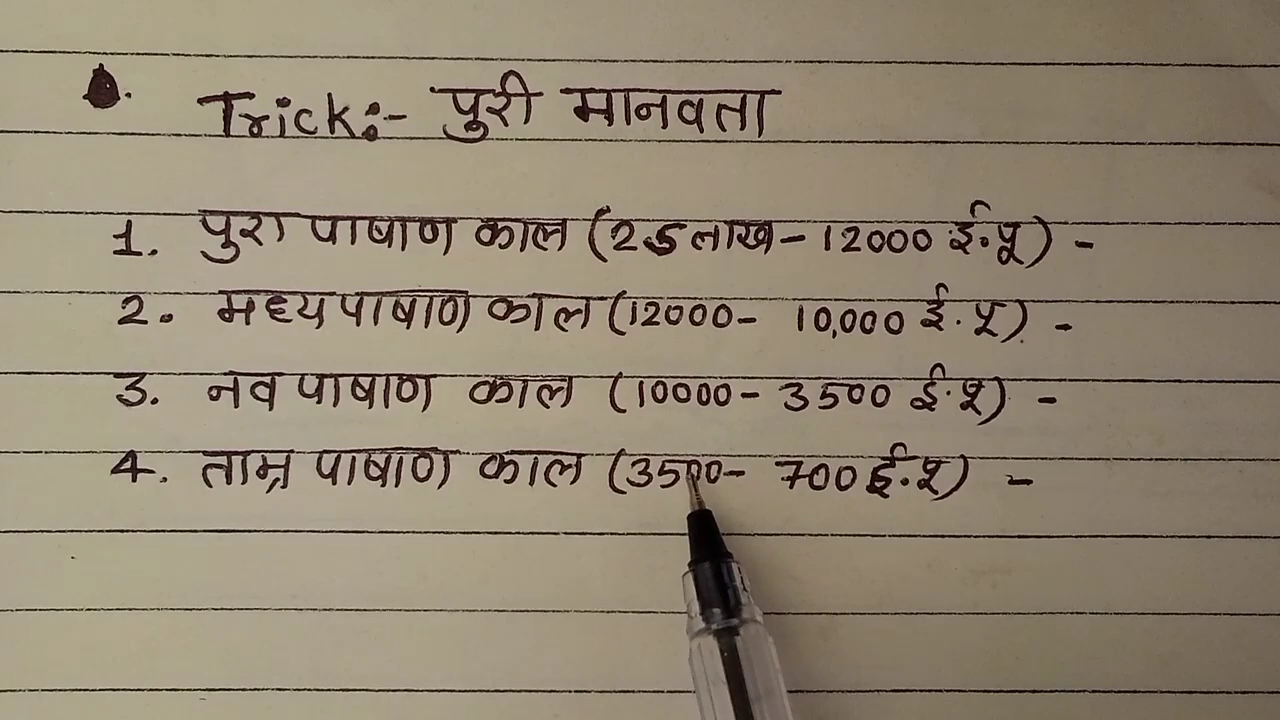 Trick:- पुरी मानवता
1. पुरा पाषाण काल (25 लाख - 12000 ई.पू) -
2. मध्य पाषाण काल (12000 - 10,000 ई.पू) -
3. नव पाषाण काल (10000 - 3500 ई.पू) -
4. ताम्र पाषाण काल (3500 - 700 ई.पू) -